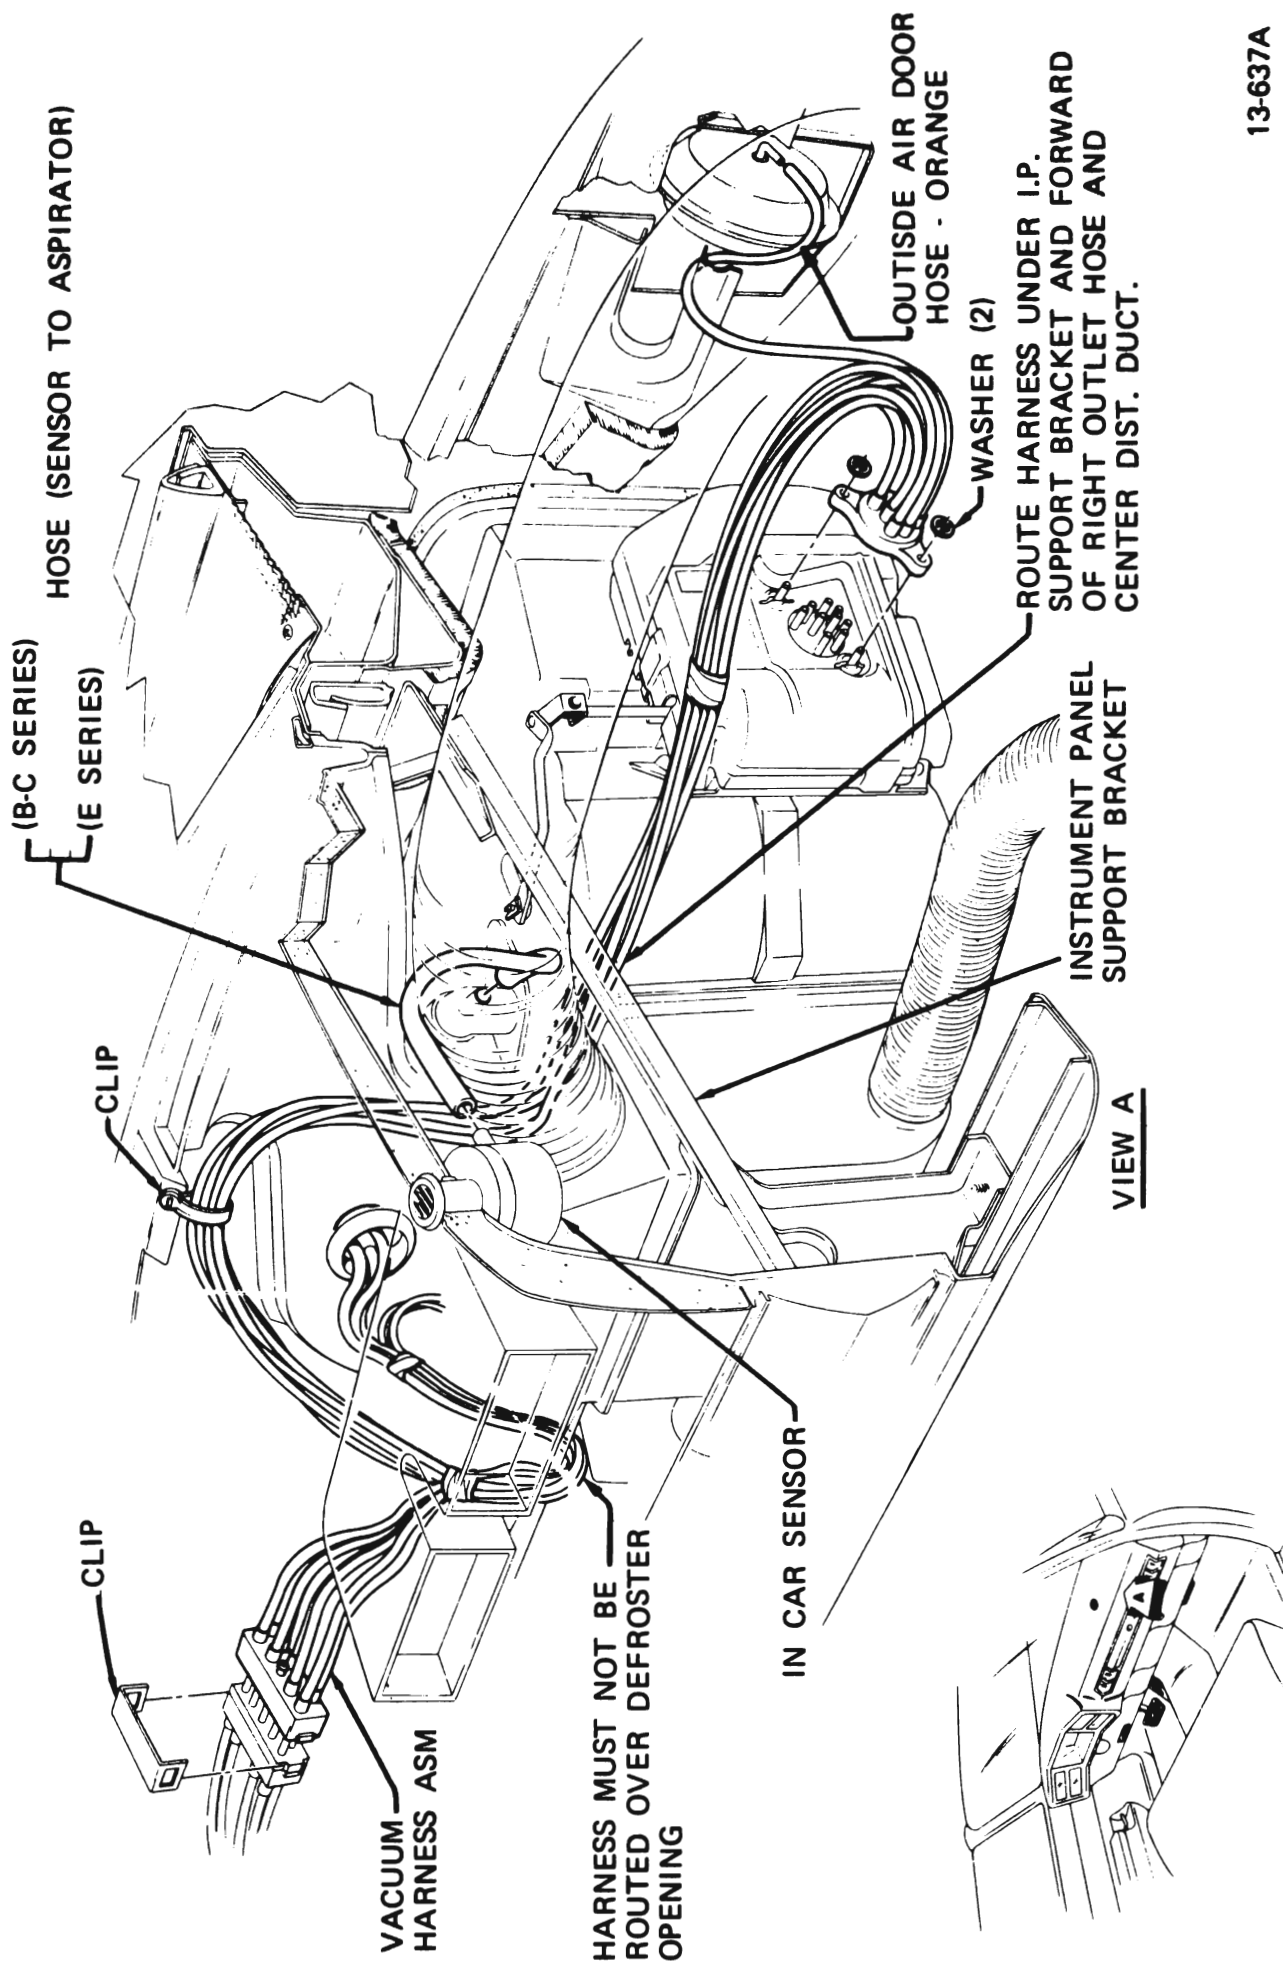 (B-C SERIES)
HOSE (SENSOR TO ASPIRATOR)
(E SERIES)
CLIP
CLIP
VACUUM
HARNESS ASM
HARNESS MUST NOT BE
ROUTED OVER DEFROSTER
OPENING
IN CAR SENSOR
OUTISDE AIR DOOR
HOSE - ORANGE
WASHER (2)
ROUTE HARNESS UNDER I.P.
SUPPORT BRACKET AND FORWARD
OF RIGHT OUTLET HOSE AND
CENTER DIST. DUCT.
INSTRUMENT PANEL
SUPPORT BRACKET
VIEW A
A
13-637A